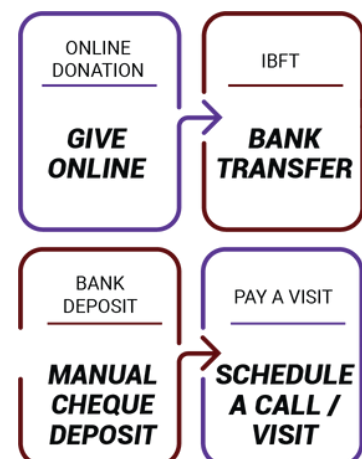 ONLINE
DONATION
GIVE
ONLINE
IBFT
BANK
TRANSFER
BANK
DEPOSIT
MANUAL
CHEQUE
DEPOSIT
PAY A VISIT
SCHEDULE
A CALL /
VISIT